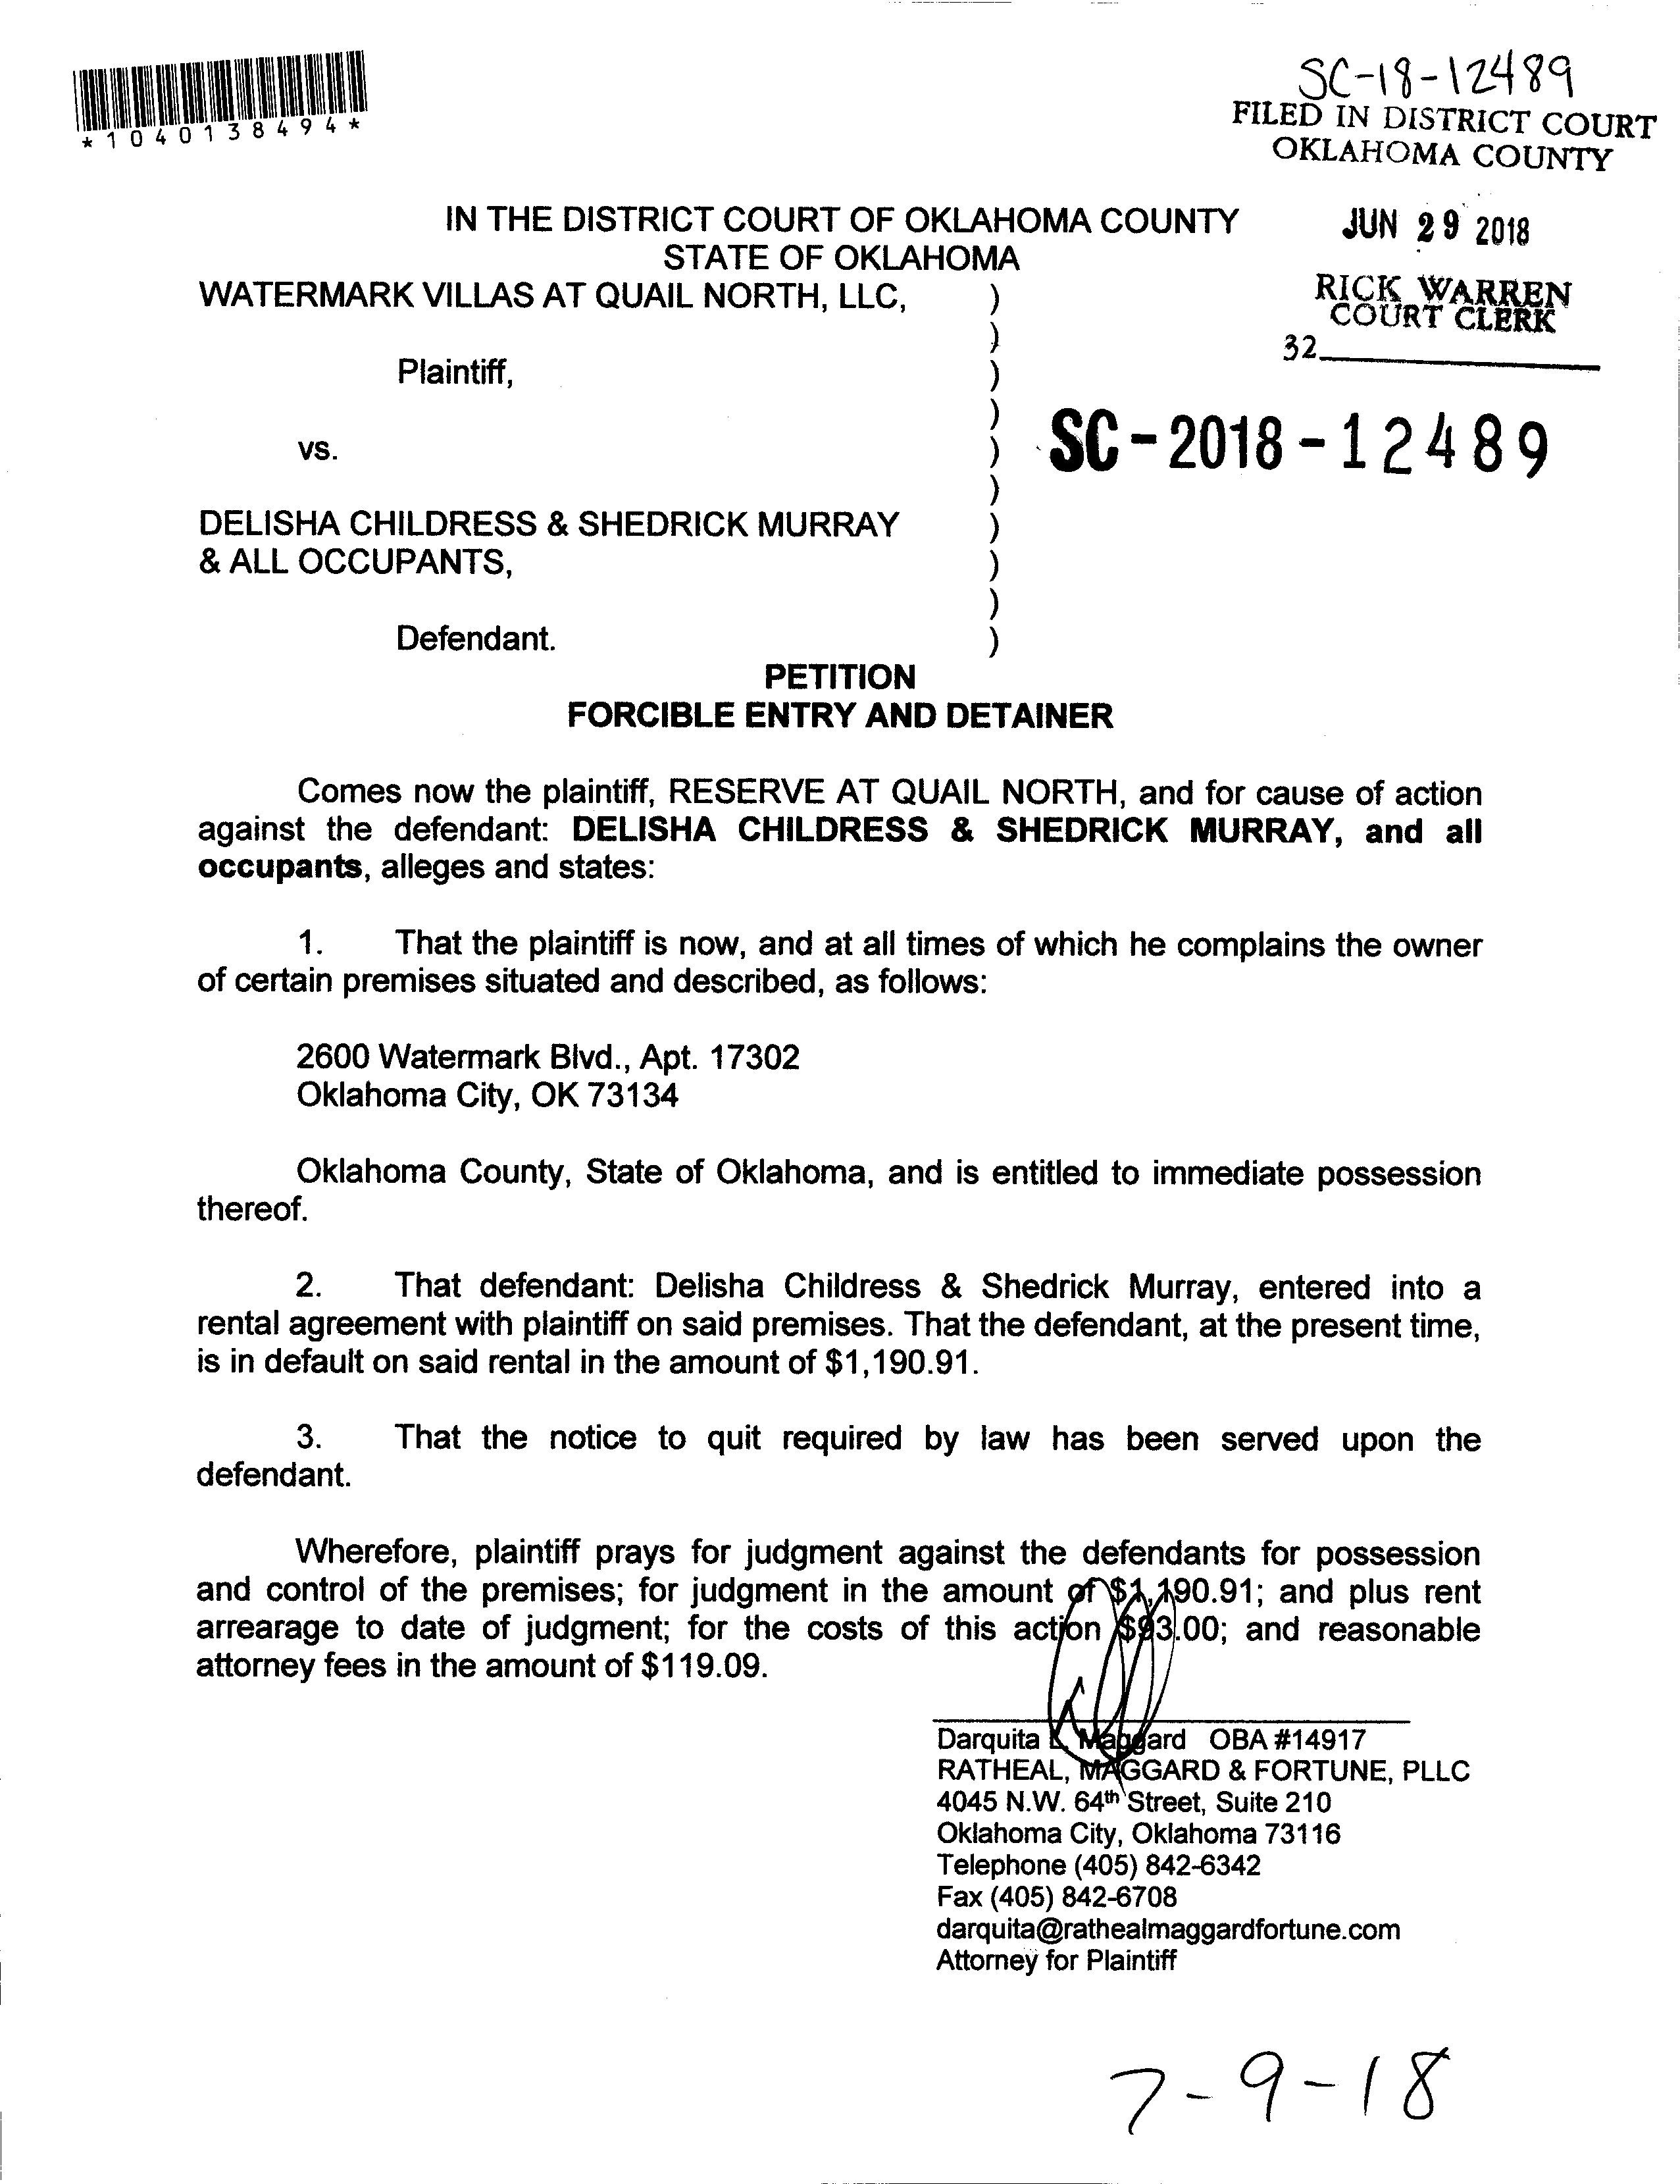 *1040138494*
SC-18-12489
FILED IN DISTRICT COURT
OKLAHOMA COUNTY
JUN 29 2018
RICK WARREN
COURT CLERK
32
IN THE DISTRICT COURT OF OKLAHOMA COUNTY
STATE OF OKLAHOMA
WATERMARK VILLAS AT QUAIL NORTH, LLC, )
)
Plaintiff, )
)
vs. )
SC-2018-12489
)
DELISHA CHILDRESS & SHEDRICK MURRAY )
& ALL OCCUPANTS, )
)
Defendant. )
PETITION
FORCIBLE ENTRY AND DETAINER
Comes now the plaintiff, RESERVE AT QUAIL NORTH, and for cause of action
against the defendant: DELISHA CHILDRESS & SHEDRICK MURRAY, and all
occupants, alleges and states:
1. That the plaintiff is now, and at all times of which he complains the owner
of certain premises situated and described, as follows:
2600 Watermark Blvd., Apt. 17302
Oklahoma City, OK 73134
Oklahoma County, State of Oklahoma, and is entitled to immediate possession
thereof.
2. That defendant: Delisha Childress & Shedrick Murray, entered into a
rental agreement with plaintiff on said premises. That the defendant, at the present time,
is in default on said rental in the amount of $1,190.91.
3. That the notice to quit required by law has been served upon the
defendant.
Wherefore, plaintiff prays for judgment against the defendants for possession
and control of the premises; for judgment in the amount of $1,190.91; and plus rent
arrearage to date of judgment; for the costs of this action $93.00; and reasonable
attorney fees in the amount of $119.09.
Darquita L. Maggard OBA #14917
RATHEAL, MAGGARD & FORTUNE, PLLC
4045 N.W. 64th Street, Suite 210
Oklahoma City, Oklahoma 73116
Telephone (405) 842-6342
Fax (405) 842-6708
darquita@rathealmaggardfortune.com
Attorney for Plaintiff
7-9-18